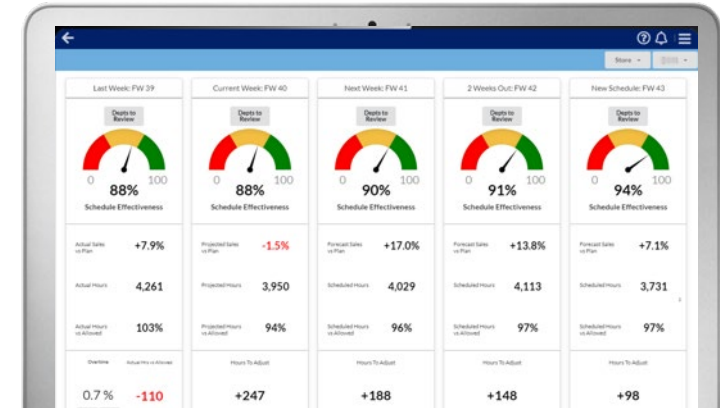 Store
Last Week: FW 39
Depts to
Review
0
100
88%
Schedule Effectiveness
Actual Sales
vs Plan
+7.9%
Actual Hours
4,261
Actual Hours
vs Allowed
103%
Overtime
Actual Hrs vs Allowed
0.7 %
-110
Current Week: FW 40
Depts to
Review
0
100
88%
Schedule Effectiveness
Projected Sales
vs Plan
-1.5%
Projected Hours
3,950
Projected Hours
vs Allowed
94%
Hours To Adjust
+247
Next Week: FW 41
Depts to
Review
0
100
90%
Schedule Effectiveness
Forecast Sales
vs Plan
+17.0%
Scheduled Hours
4,029
Scheduled Hours
vs Allowed
96%
Hours To Adjust
+188
2 Weeks Out: FW 42
Depts to
Review
0
100
91%
Schedule Effectiveness
Forecast Sales
vs Plan
+13.8%
Scheduled Hours
4,113
Scheduled Hours
vs Allowed
97%
Hours To Adjust
+148
New Schedule: FW 43
Depts to
Review
0
100
94%
Schedule Effectiveness
Forecast Sales
vs Plan
+7.1%
Scheduled Hours
3,731
Scheduled Hours
vs Allowed
97%
Hours To Adjust
+98